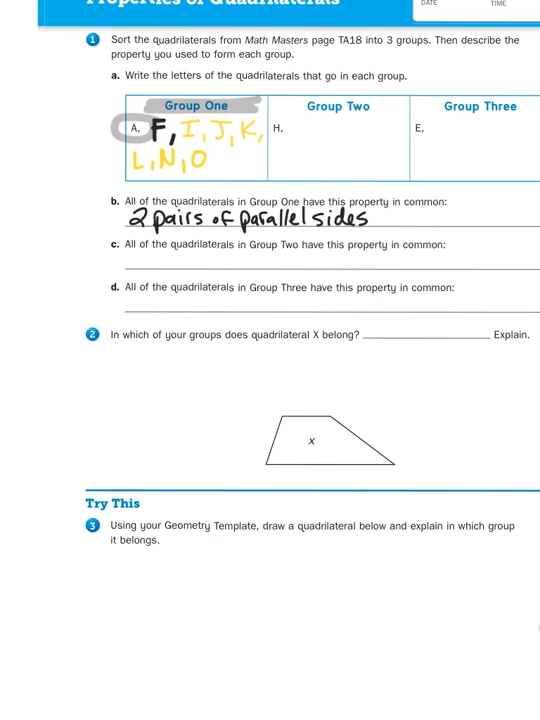 Properties of Quadrilaterals
DATE TIME
1 Sort the quadrilaterals from Math Masters page TA18 into 3 groups. Then describe the
property you used to form each group.
a. Write the letters of the quadrilaterals that go in each group.
Group One Group Two Group Three
A, F, I, J, K, H, E,
L, N, O
b. All of the quadrilaterals in Group One have this property in common:
2 pairs of parallel sides
c. All of the quadrilaterals in Group Two have this property in common:
d. All of the quadrilaterals in Group Three have this property in common:
2 In which of your groups does quadrilateral X belong? Explain.
X
Try This
3 Using your Geometry Template, draw a quadrilateral below and explain in which group
it belongs.